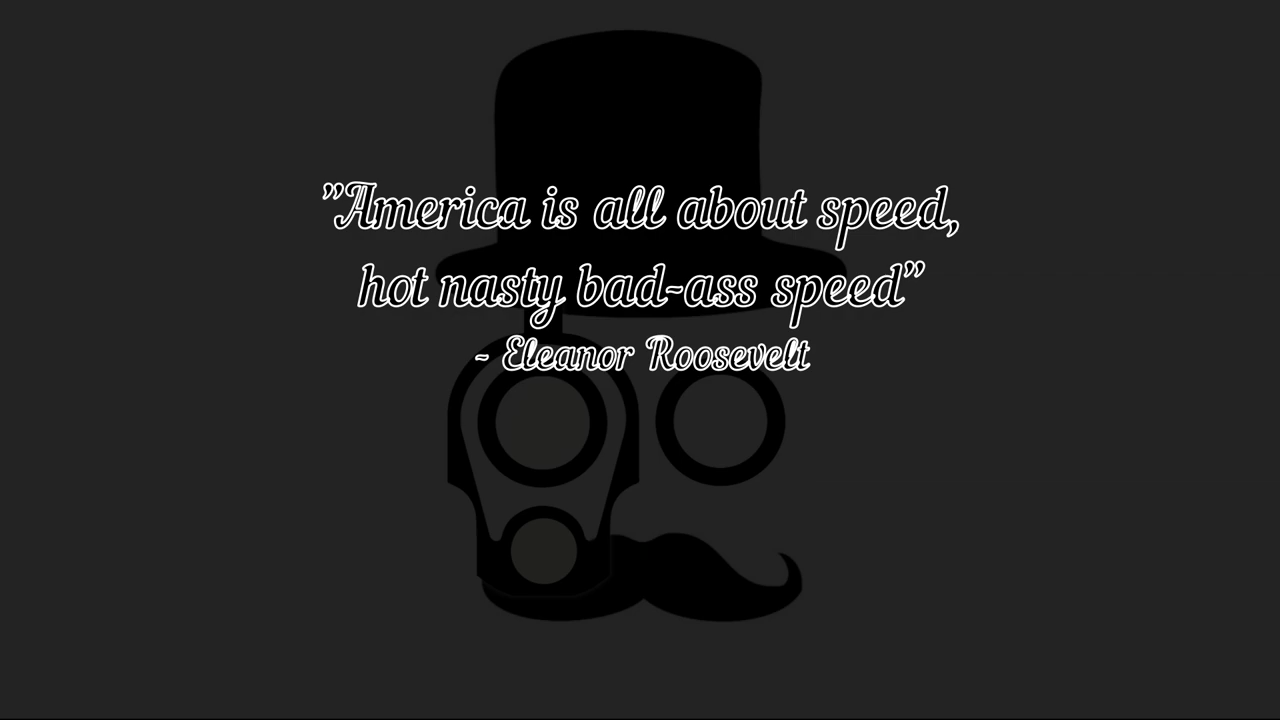 "America is all about speed,
hot nasty bad-ass speed"
~ Eleanor Roosevelt